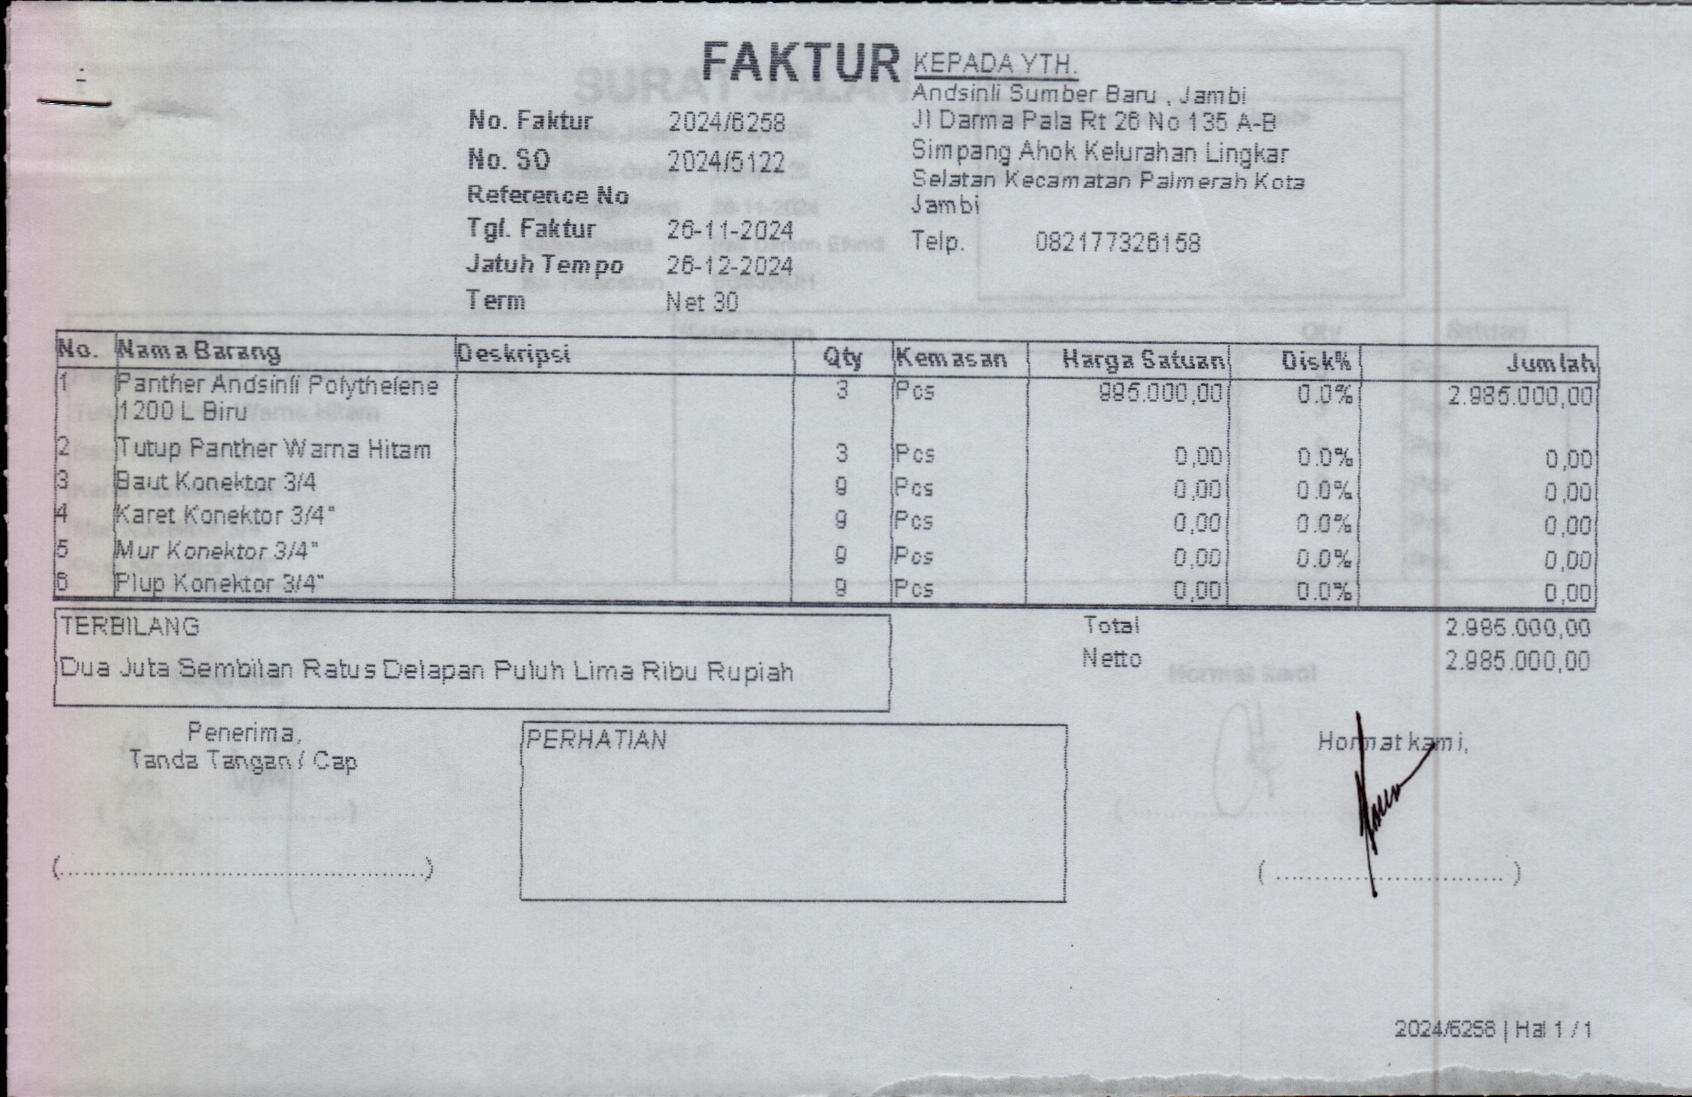 FAKTUR
No. Faktur 2024/6258
No. SO 2024/5122
Reference No
Tgl. Faktur 26-11-2024
Jatuh Tempo 26-12-2024
Term Net 30
KEPADA YTH.
Andsinli Sumber Baru , Jambi
Jl Darma Pala Rt 26 No 135 A-B
Simpang Ahok Kelurahan Lingkar
Selatan Kecamatan Palmerah Kota
Jambi
Telp. 082177326158
No. Nama Barang Deskripsi Qty Kemasan Harga Satuan Disk% Jumlah
1 Panther Andsinli Polythelene 3 Pcs 995.000,00 0.0% 2.985.000,00
1200 L Biru
2 Tutup Panther Warna Hitam 3 Pcs 0,00 0.0% 0,00
3 Baut Konektor 3/4 9 Pcs 0,00 0.0% 0,00
4 Karet Konektor 3/4" 9 Pcs 0,00 0.0% 0,00
5 Mur Konektor 3/4" 9 Pcs 0,00 0.0% 0,00
6 Plup Konektor 3/4" 9 Pcs 0,00 0.0% 0,00
TERBILANG
Dua Juta Sembilan Ratus Delapan Puluh Lima Ribu Rupiah
Total 2.985.000,00
Netto 2.985.000,00
Penerima,
Tanda Tangan / Cap
(..........................................)
PERHATIAN
Hormat kami,
( .......................... )
2024/6258 | Hal 1 / 1